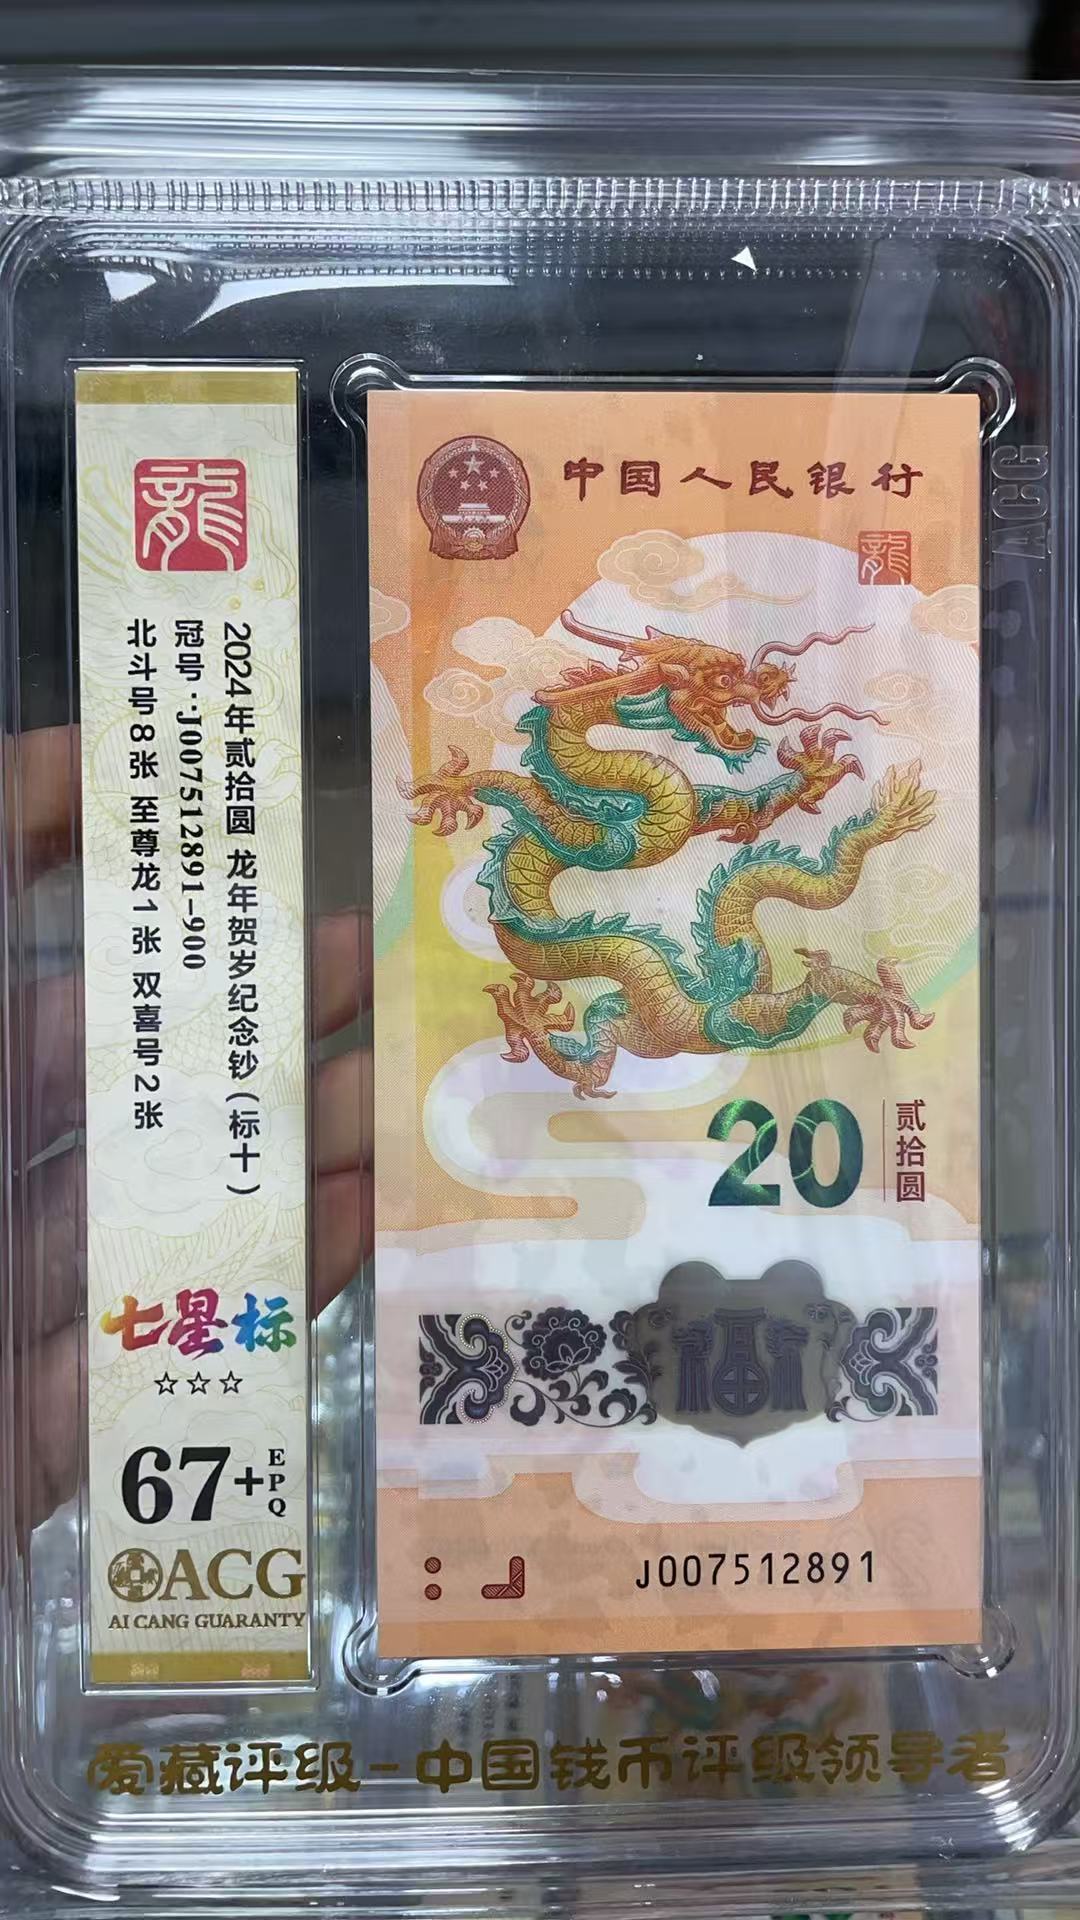 龍
2024年贰拾圆 龙年贺岁纪念钞(标十)
冠号:J007512891-900
北斗号8张 至尊龙1张 双喜号2张
七星标
☆☆☆
67+EPQ
ACG
AI CANG GUARANTY
中国人民银行
龍
20
贰拾圆
福
J007512891
ACG
爱藏评级-中国钱币评级领导者